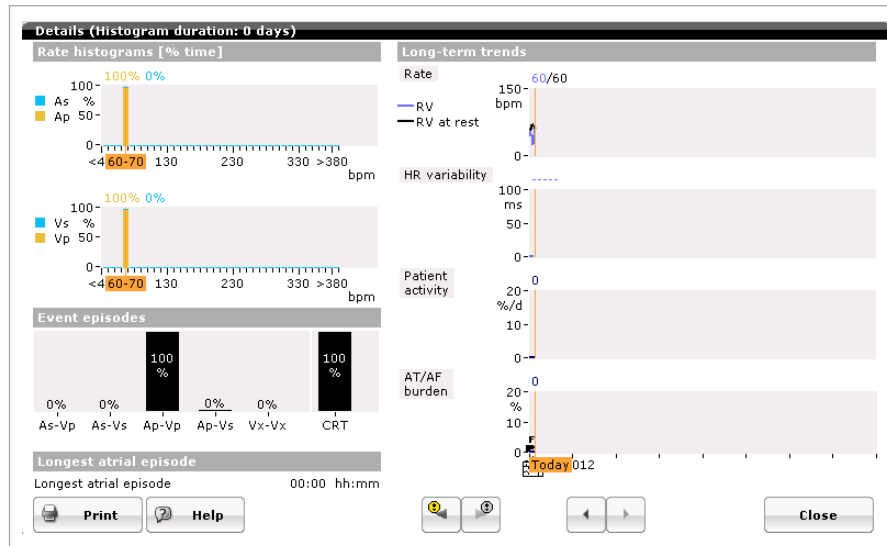 Details (Histogram duration: 0 days)
Rate histograms [% time]
100% 0%
100
As %
Ap 50
0
<4 60-70 130 230 330 >380
bpm
100% 0%
100
Vs %
Vp 50
0
<4 60-70 130 230 330 >380
bpm
Event episodes
100 %
100 %
0% 0% 0% 0%
As-Vp As-Vs Ap-Vp Ap-Vs Vx-Vx CRT
Longest atrial episode
Longest atrial episode 00:00 hh:mm
Long-term trends
Rate
60/60
150
bpm
RV
RV at rest
0
HR variability
-----
100
ms
50
0
Patient activity
0
20
%/d
10
0
AT/AF burden
0
20
%
10
0
Today 012
Print Help Close